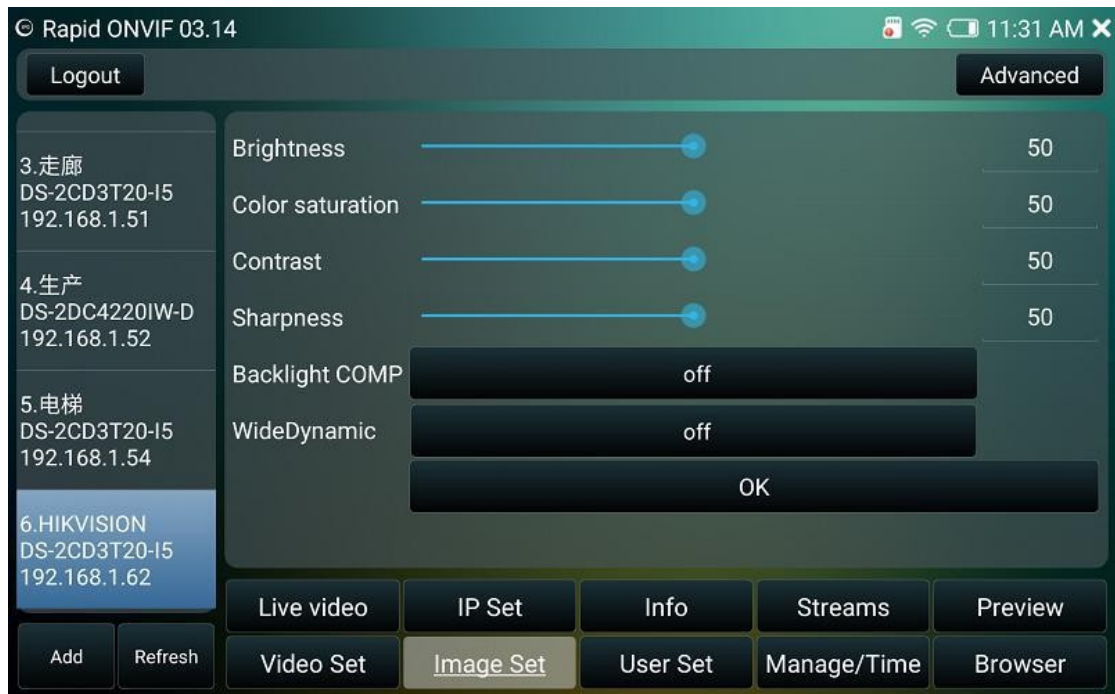 Rapid ONVIF 03.14
11:31 AM
Logout
Advanced
3.走廊
DS-2CD3T20-I5
192.168.1.51
4.生产
DS-2DC4220IW-D
192.168.1.52
5.电梯
DS-2CD3T20-I5
192.168.1.54
6.HIKVISION
DS-2CD3T20-I5
192.168.1.62
Add
Refresh
Brightness 50
Color saturation 50
Contrast 50
Sharpness 50
Backlight COMP off
WideDynamic off
OK
Live video IP Set Info Streams Preview
Video Set Image Set User Set Manage/Time Browser